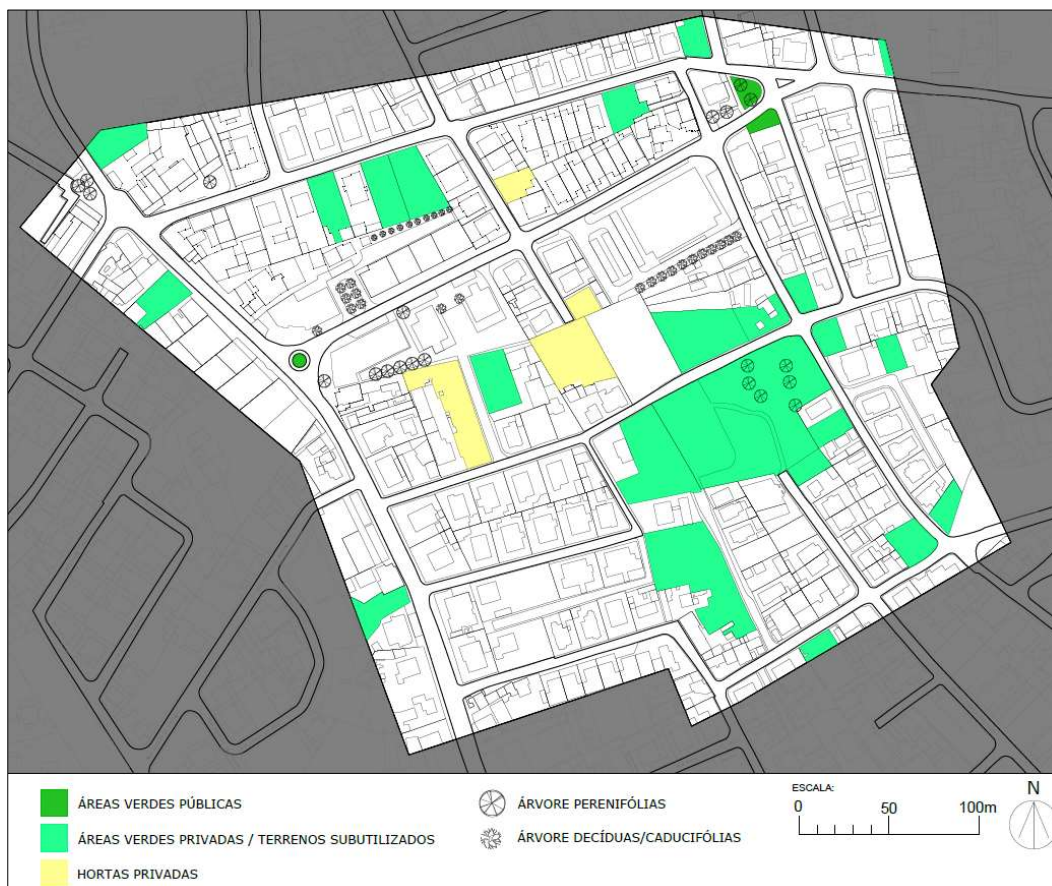 ÁREAS VERDES PÚBLICAS
ÁREAS VERDES PRIVADAS / TERRENOS SUBUTILIZADOS
HORTAS PRIVADAS
ÁRVORE PERENIFÓLIAS
ÁRVORE DECÍDUAS/CADUCIFÓLIAS
ESCALA:
0 50 100m
N